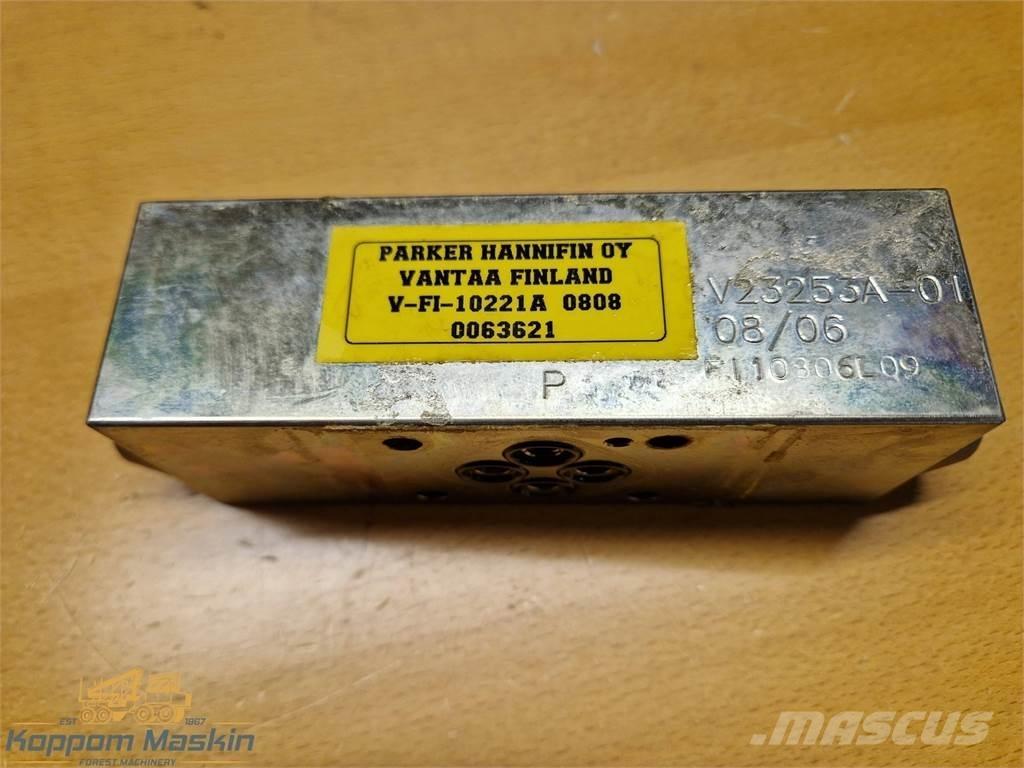 PARKER HANNIFIN OY
VANTAA FINLAND
V-FI-10221A 0808
0063621
V23253A-01
08/06
P
EST 1967
Koppom Maskin
FOREST MACHINERY
MASCUS